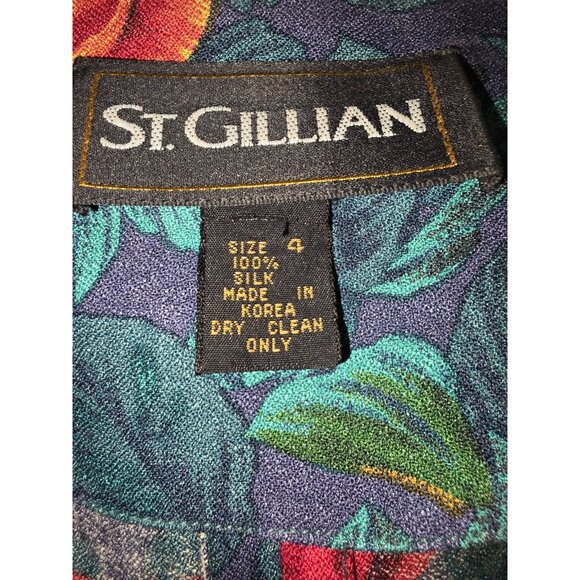 ST. GILLIAN
SIZE 4
100%
SILK
MADE IN
KOREA
DRY CLEAN
ONLY